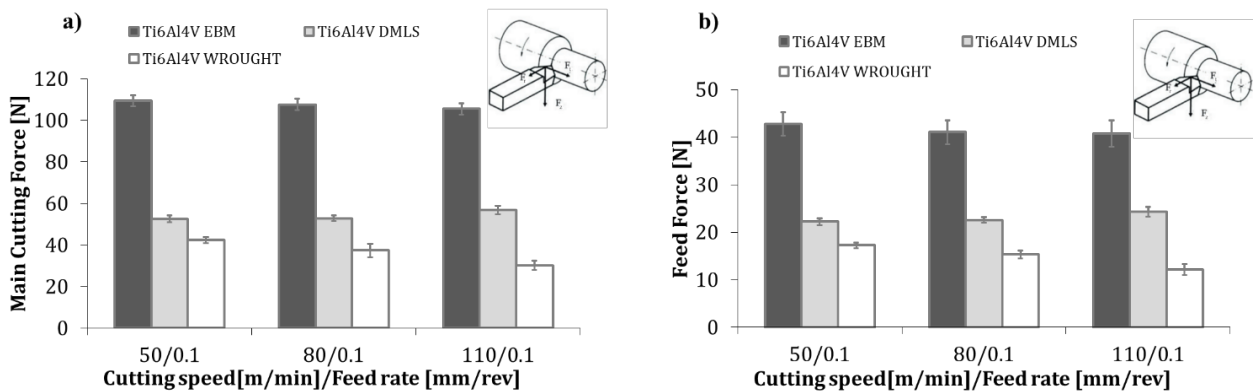 a)
Ti6Al4V EBM
Ti6Al4V DMLS
Ti6Al4V WROUGHT
Main Cutting Force [N]
120
100
80
60
40
20
0
50/0.1
80/0.1
110/0.1
Cutting speed[m/min]/Feed rate [mm/rev]
b)
Ti6Al4V EBM
Ti6Al4V DMLS
Ti6Al4V WROUGHT
Feed Force [N]
50
40
30
20
10
0
50/0.1
80/0.1
110/0.1
Cutting speed[m/min]/Feed rate [mm/rev]